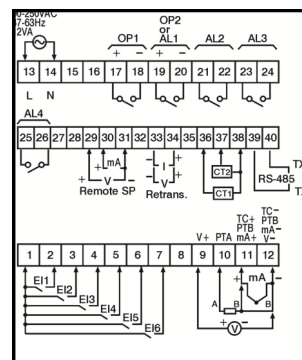 -250VAC
7-63Hz
2VA
OP1
OP2
or
AL1
AL2
AL3
+ − + −
13 14 15 16 17 18 19 20 21 22 23 24
L N
AL4
25 26 27 28 29 30 31 32 33 34 35 36 37 38 39 40
+ mA −
+ V −
Remote SP
− I +
− V +
Retrans.
CT2
CT1
RS-485
TC+
PTB
mA+
TC−
PTB
mA−
V−
V+ PTA
1 2 3 4 5 6 7 8 9 10 11 12
EI1
EI2
EI3
EI4
EI5
EI6
+ mA −
A B B
+ V −